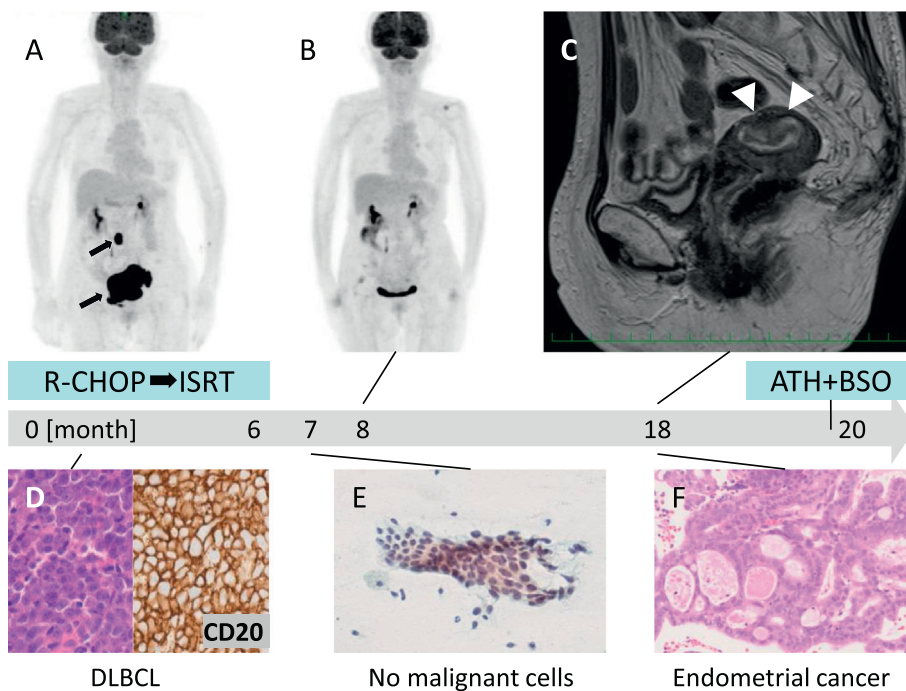 A
B
C
R-CHOP ➡ ISRT
ATH+BSO
0 [month] 6 7 8 18 20
D
E
F
CD20
DLBCL
No malignant cells
Endometrial cancer